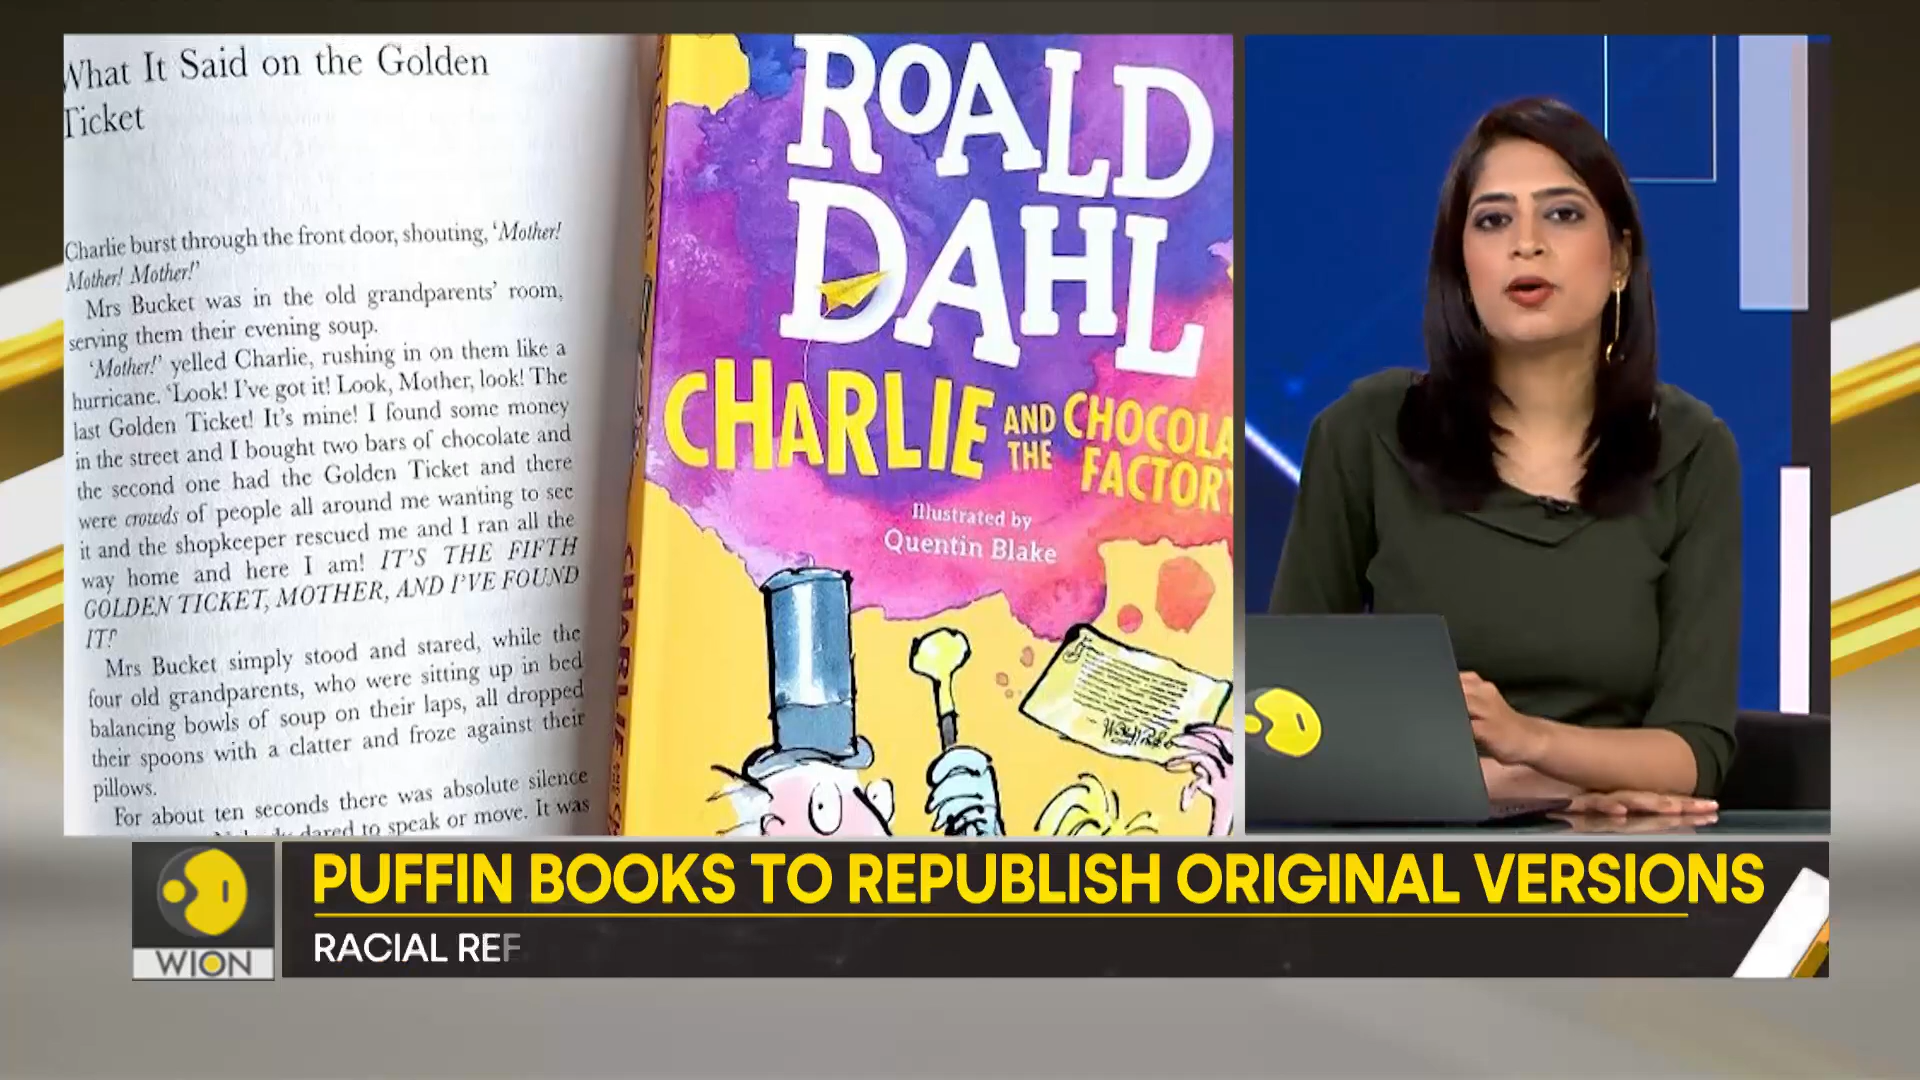 What It Said on the Golden
Ticket
Charlie burst through the front door, shouting, ‘Mother!
Mother! Mother!’
Mrs Bucket was in the old grandparents’ room,
serving them their evening soup.
‘Mother!’ yelled Charlie, rushing in on them like a
hurricane. ‘Look! I’ve got it! Look, Mother, look! The
last Golden Ticket! It’s mine! I found some money
in the street and I bought two bars of chocolate and
the second one had the Golden Ticket and there
were crowds of people all around me wanting to see
it and the shopkeeper rescued me and I ran all the
way home and here I am! IT’S THE FIFTH
GOLDEN TICKET, MOTHER, AND I’VE FOUND
IT!’
Mrs Bucket simply stood and stared, while the
four old grandparents, who were sitting up in bed
balancing bowls of soup on their laps, all dropped
their spoons with a clatter and froze against their
pillows.
For about ten seconds there was absolute silence
dared to speak or move. It was
ROALD
DAHL
CHARLIE AND THE CHOCOLA
FACTORY
Illustrated by
Quentin Blake
CHARLIE
PUFFIN BOOKS TO REPUBLISH ORIGINAL VERSIONS
RACIAL REF
WION